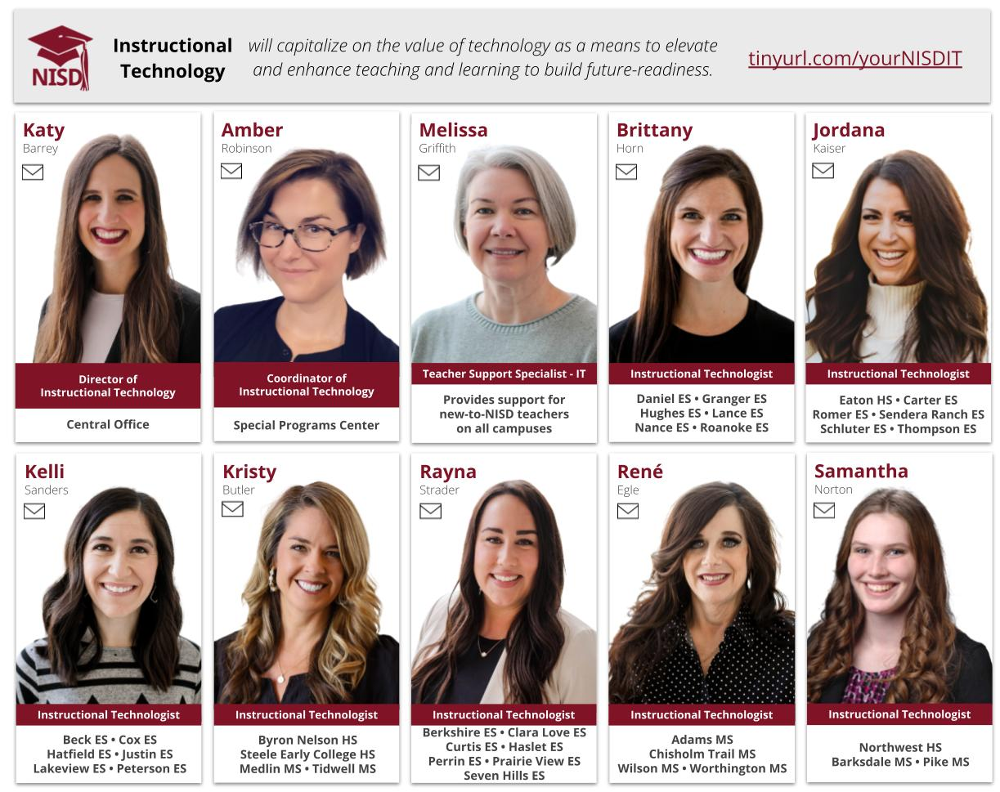 NISD
Instructional
Technology
will capitalize on the value of technology as a means to elevate
and enhance teaching and learning to build future-readiness.
tinyurl.com/yourNISDIT
Katy
Barrey
Director of
Instructional Technology
Central Office
Amber
Robinson
Coordinator of
Instructional Technology
Special Programs Center
Melissa
Griffith
Teacher Support Specialist - IT
Provides support for
new-to-NISD teachers
on all campuses
Brittany
Horn
Instructional Technologist
Daniel ES • Granger ES
Hughes ES • Lance ES
Nance ES • Roanoke ES
Jordana
Kaiser
Instructional Technologist
Eaton HS • Carter ES
Romer ES • Sendera Ranch ES
Schluter ES • Thompson ES
Kelli
Sanders
Instructional Technologist
Beck ES • Cox ES
Hatfield ES • Justin ES
Lakeview ES • Peterson ES
Kristy
Butler
Instructional Technologist
Byron Nelson HS
Steele Early College HS
Medlin MS • Tidwell MS
Rayna
Strader
Instructional Technologist
Berkshire ES • Clara Love ES
Curtis ES • Haslet ES
Perrin ES • Prairie View ES
Seven Hills ES
René
Egle
Instructional Technologist
Adams MS
Chisholm Trail MS
Wilson MS • Worthington MS
Samantha
Norton
Instructional Technologist
Northwest HS
Barksdale MS • Pike MS